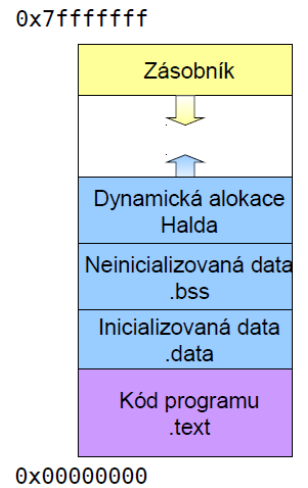 0x7fffffff
Zásobník
Dynamická alokace
Halda
Neinicializovaná data
.bss
Inicializovaná data
.data
Kód programu
.text
0x00000000